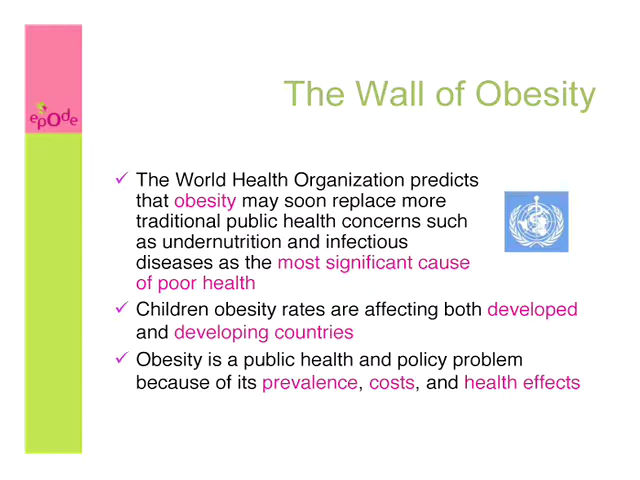 epode
The Wall of Obesity
✓ The World Health Organization predicts
that obesity may soon replace more
traditional public health concerns such
as undernutrition and infectious
diseases as the most significant cause
of poor health
✓ Children obesity rates are affecting both developed
and developing countries
✓ Obesity is a public health and policy problem
because of its prevalence, costs, and health effects